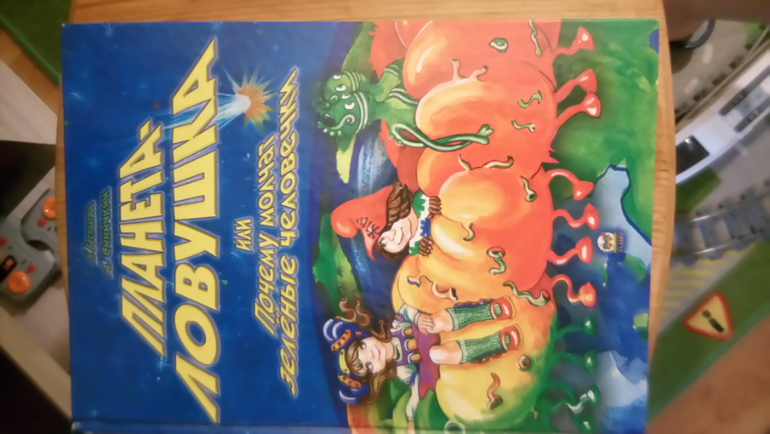 ПЛАНЕТА-
ЛОВУШКА
или
Почему молчат
зелёные человечки